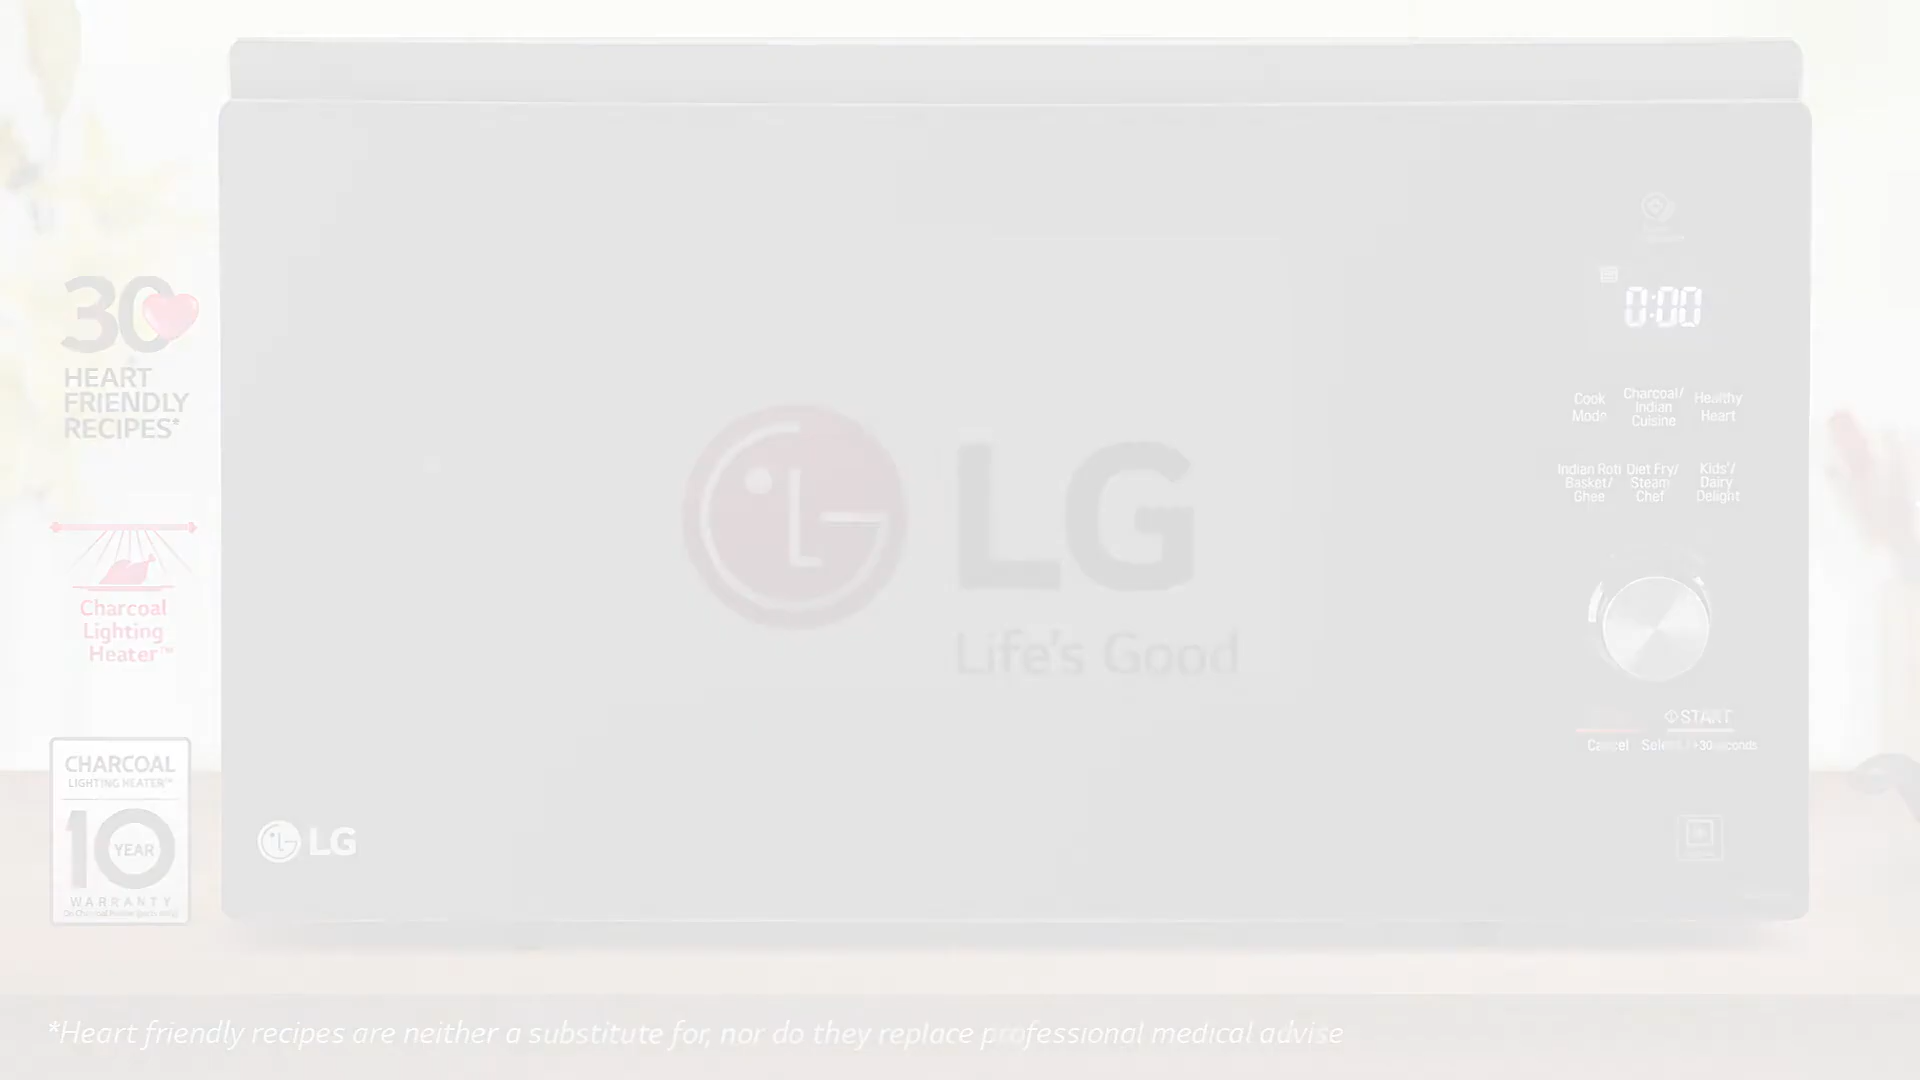 30
HEART
FRIENDLY
RECIPES*
Charcoal
Lighting
Heater™
CHARCOAL
LIGHTING HEATER™
10
YEAR
WARRANTY
LG
Life's Good
LG
0:00
Cook
Mode
Charcoal/
Indian
Cuisine
Healthy
Heart
Indian Roti
Basket/
Ghee
Diet Fry/
Steam
Chef
Kids'/
Dairy
Delight
START
Cancel
Select
+30seconds
*Heart friendly recipes are neither a substitute for, nor do they replace professional medical advise